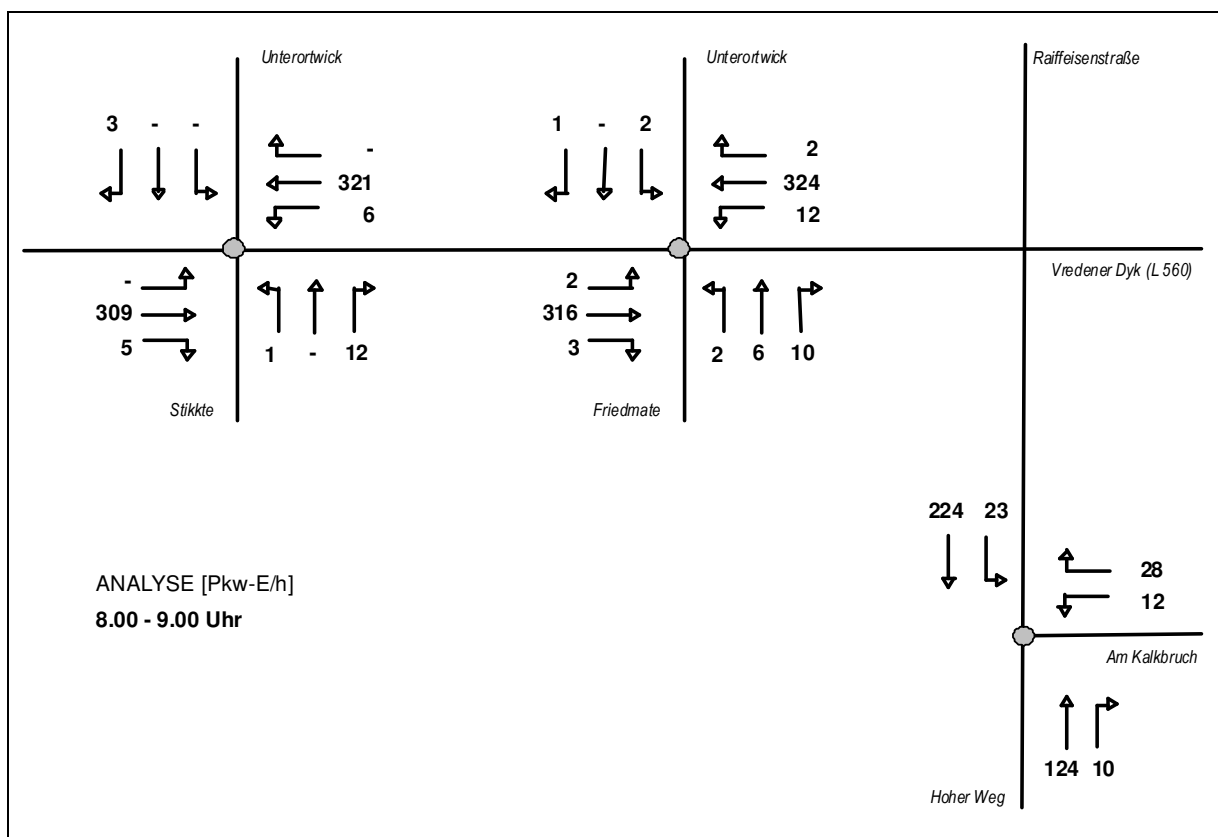 Unterortwick
Unterortwick
Raiffeisenstraße
3 - -
-
321
6
1 - 2
2
324
12
Vredener Dyk (L 560)
-
309
5
1 - 12
2
316
3
2 6 10
Stikkte
Friedmate
224 23
28
12
ANALYSE [Pkw-E/h]
8.00 - 9.00 Uhr
Am Kalkbruch
124 10
Hoher Weg